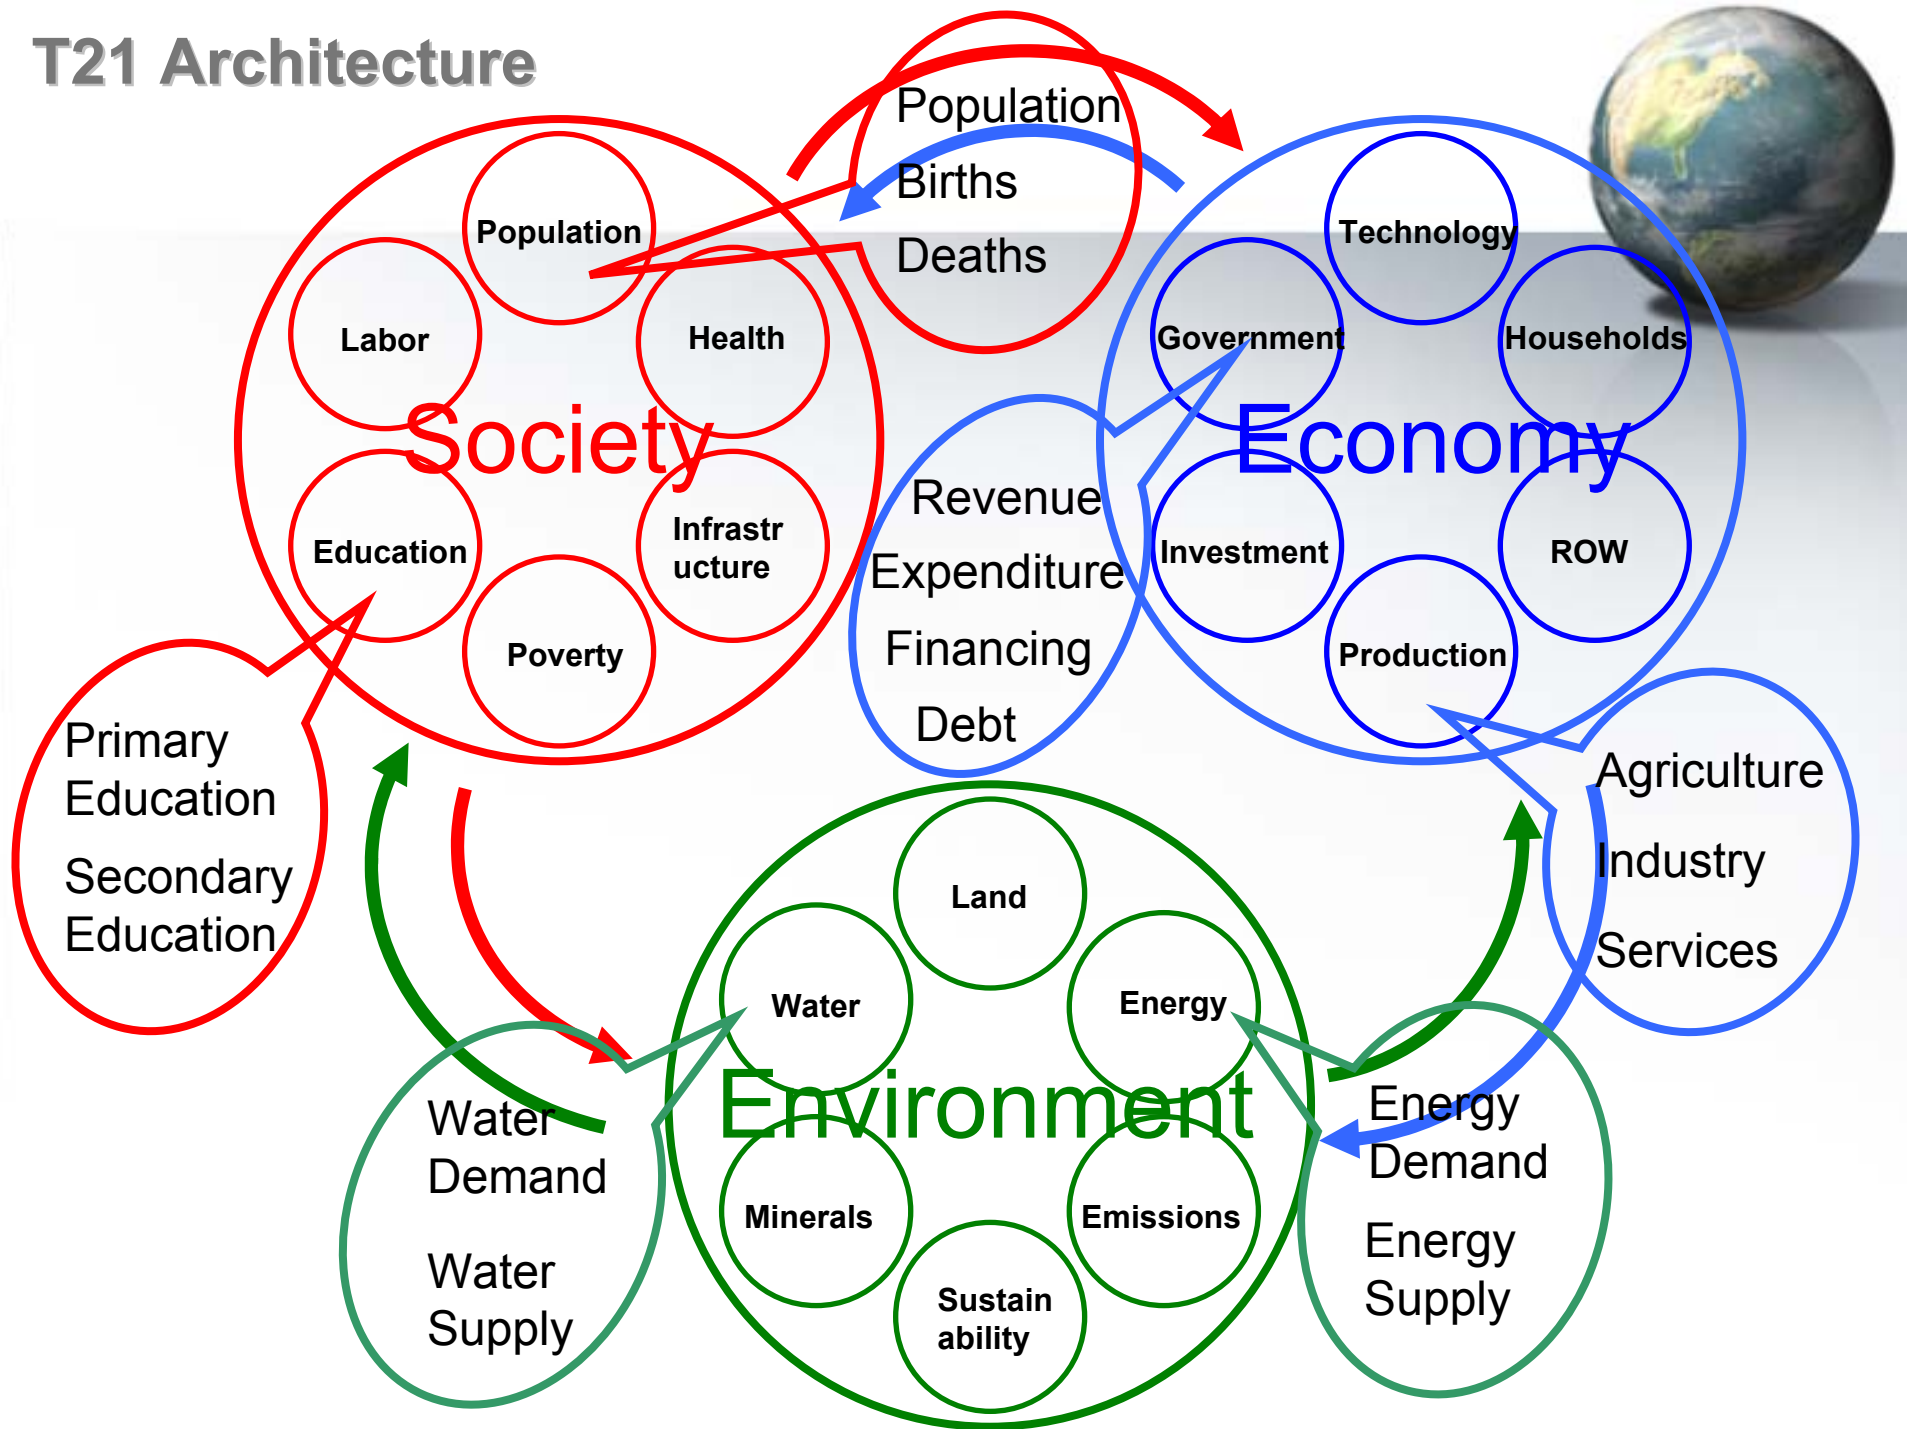 T21 Architecture
Population
Births
Deaths
Population
Labor
Health
Society
Education
Infrastr
ucture
Poverty
Technology
Government
Households
Economy
Investment
ROW
Production
Revenue
Expenditure
Financing
Debt
Primary
Education
Secondary
Education
Agriculture
Industry
Services
Land
Water
Energy
Environment
Minerals
Emissions
Sustain
ability
Water
Demand
Water
Supply
Energy
Demand
Energy
Supply